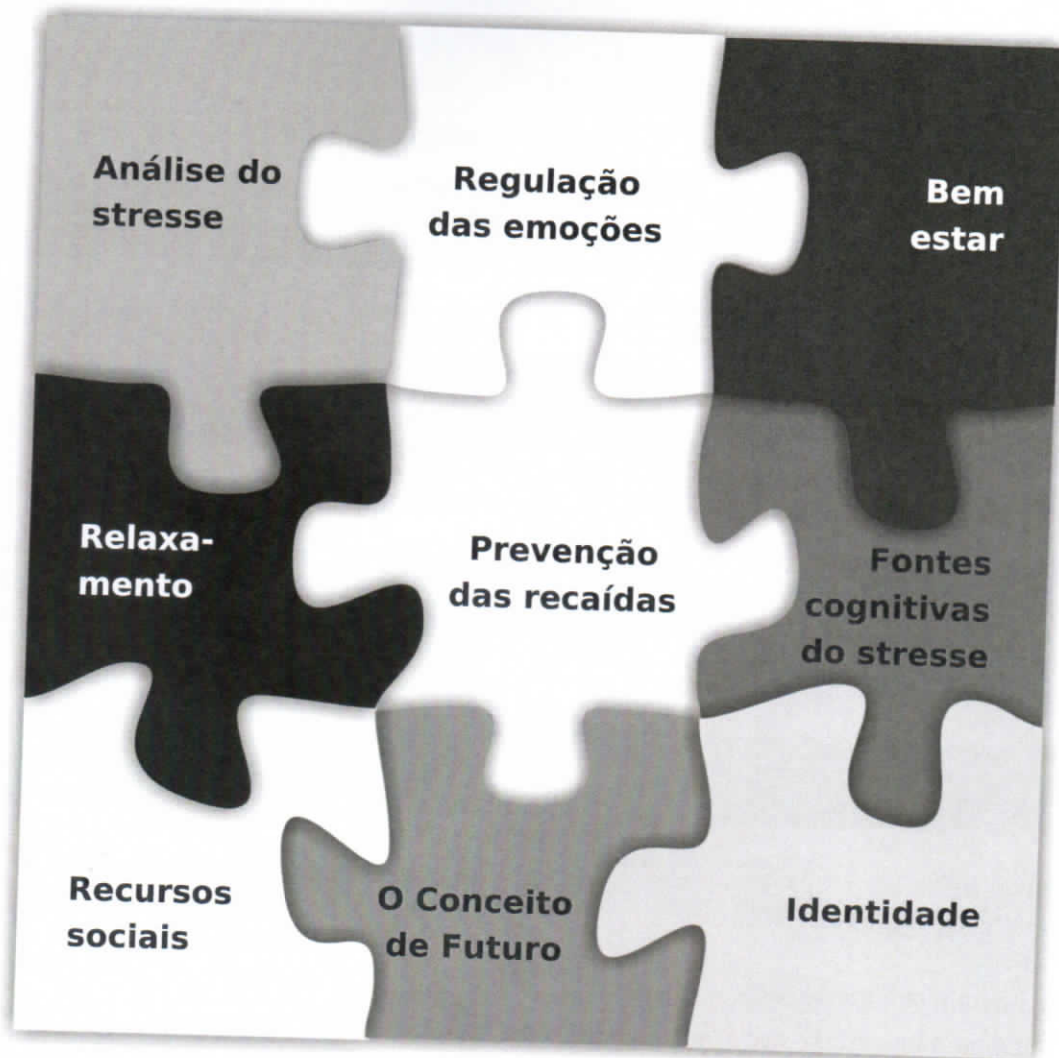 Análise do
stresse
Regulação
das emoções
Bem
estar
Relaxa-
mento
Prevenção
das recaídas
Fontes
cognitivas
do stresse
Recursos
sociais
O Conceito
de Futuro
Identidade